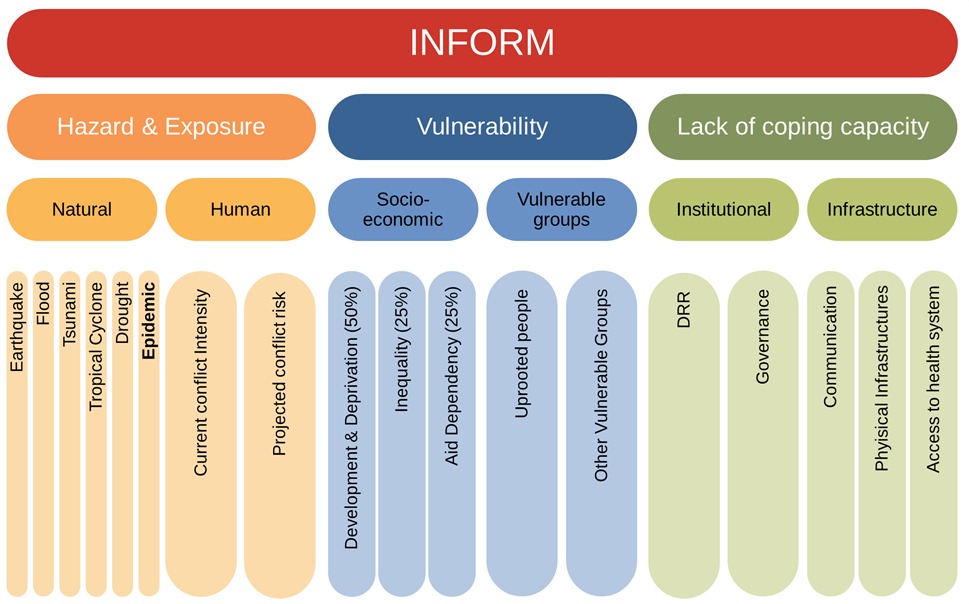 INFORM
Hazard & Exposure
Vulnerability
Lack of coping capacity
Natural
Human
Socio-
economic
Vulnerable
groups
Institutional
Infrastructure
Earthquake
Flood
Tsunami
Tropical Cyclone
Drought
Epidemic
Current conflict Intensity
Projected conflict risk
Development & Deprivation (50%)
Inequality (25%)
Aid Dependency (25%)
Uprooted people
Other Vulnerable Groups
DRR
Governance
Communication
Phyisical Infrastructures
Access to health system